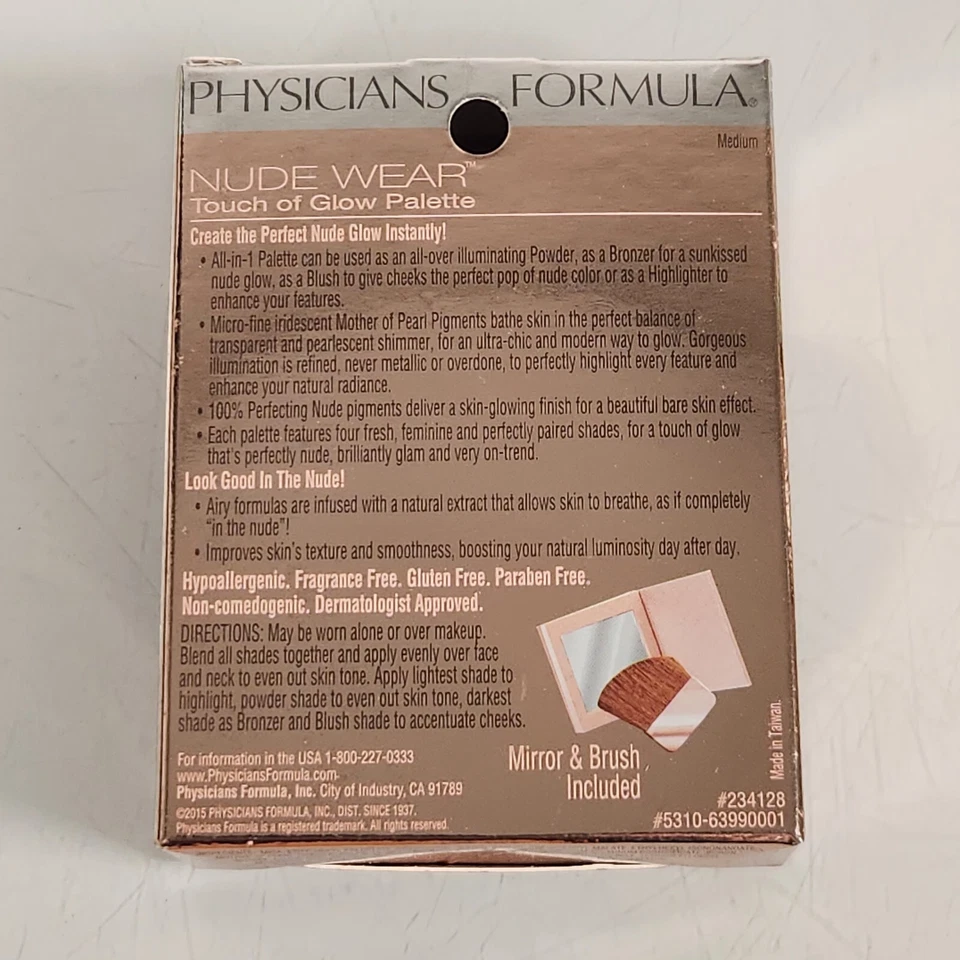 PHYSICIANS FORMULA®
Medium
NUDE WEAR™
Touch of Glow Palette
Create the Perfect Nude Glow Instantly!
• All-in-1 Palette can be used as an all-over illuminating Powder, as a Bronzer for a sunkissed
nude glow, as a Blush to give cheeks the perfect pop of nude color or as a Highlighter to
enhance your features.
• Micro-fine iridescent Mother of Pearl Pigments bathe skin in the perfect balance of
transparent and pearlescent shimmer, for an ultra-chic and modern way to glow. Gorgeous
illumination is refined, never metallic or overdone, to perfectly highlight every feature and
enhance your natural radiance.
• 100% Perfecting Nude pigments deliver a skin-glowing finish for a beautiful bare skin effect.
• Each palette features four fresh, feminine and perfectly paired shades, for a touch of glow
that's perfectly nude, brilliantly glam and very on-trend.
Look Good In The Nude!
• Airy formulas are infused with a natural extract that allows skin to breathe, as if completely
"in the nude"!
• Improves skin's texture and smoothness, boosting your natural luminosity day after day.
Hypoallergenic. Fragrance Free. Gluten Free. Paraben Free.
Non-comedogenic. Dermatologist Approved.
DIRECTIONS: May be worn alone or over makeup.
Blend all shades together and apply evenly over face
and neck to even out skin tone. Apply lightest shade to
highlight, powder shade to even out skin tone, darkest
shade as Bronzer and Blush shade to accentuate cheeks.
For information in the USA 1-800-227-0333
www.PhysiciansFormula.com
Physicians Formula, Inc. City of Industry, CA 91789
©2015 PHYSICIANS FORMULA, INC., DIST. SINCE 1937.
Physicians Formula is a registered trademark. All rights reserved.
Mirror & Brush
Included
Made in Taiwan.
#234128
#5310-63990001